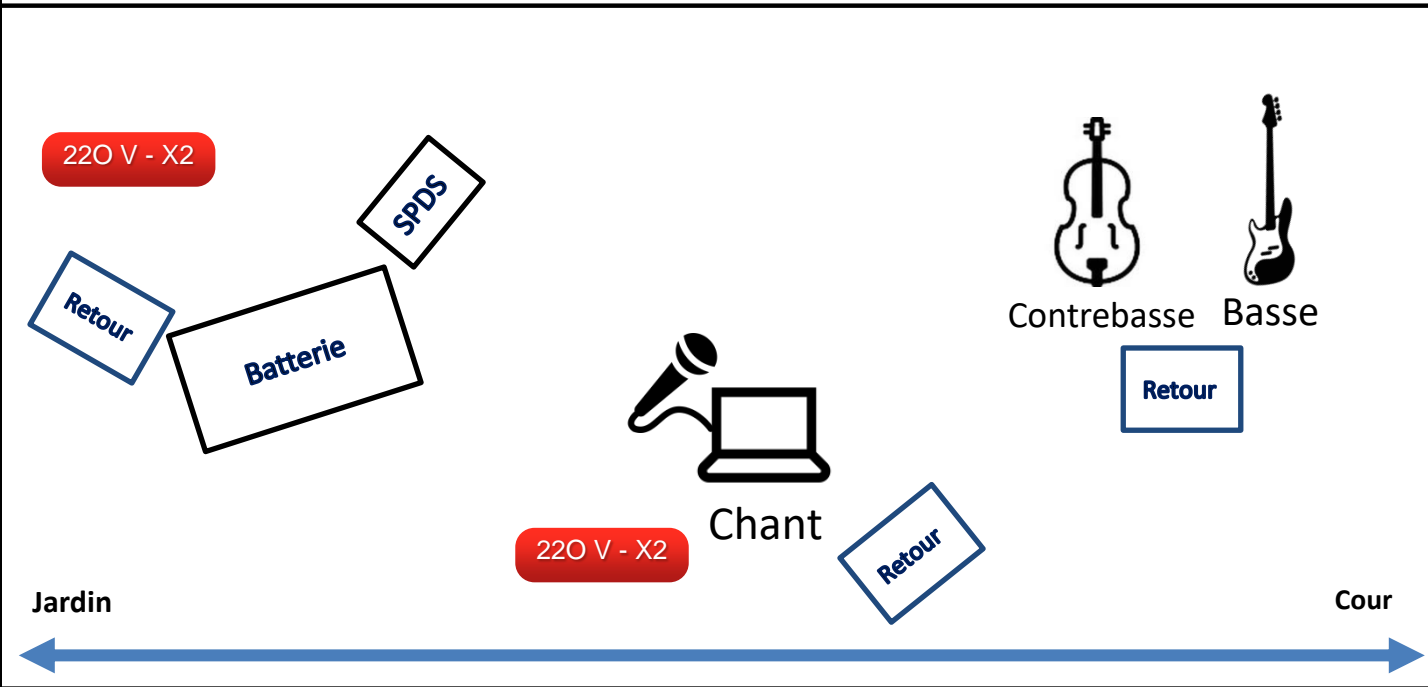 22O V - X2
SPDS
Retour
Batterie
Contrebasse
Basse
Retour
Chant
22O V - X2
Retour
Jardin
Cour